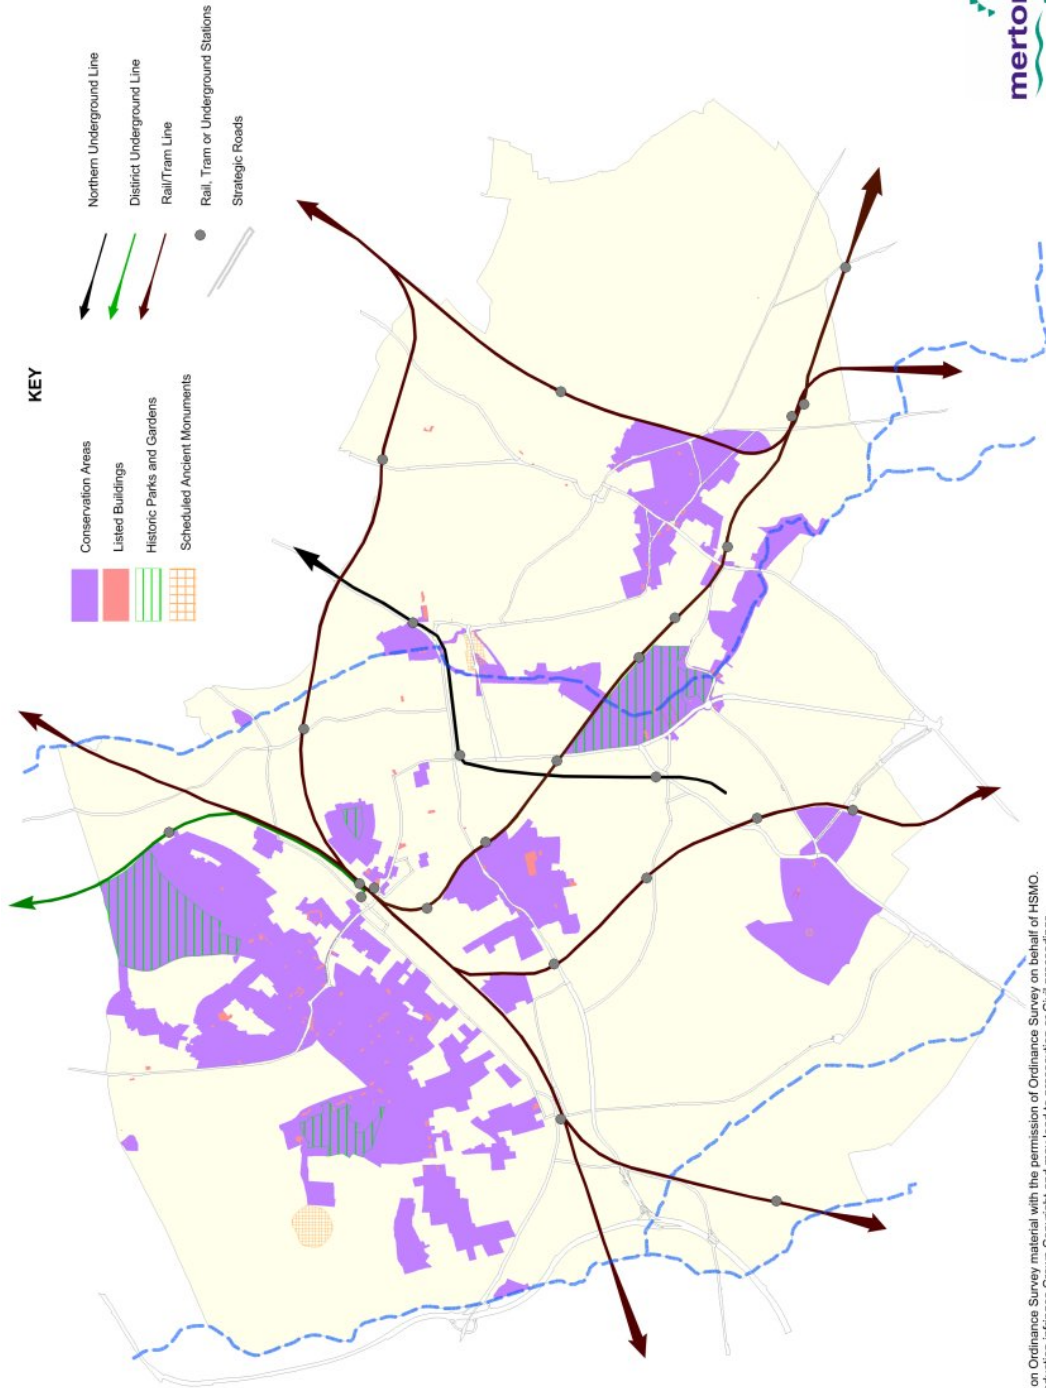 KEY
Conservation Areas
Listed Buildings
Historic Parks and Gardens
Scheduled Ancient Monuments
Northern Underground Line
Distirict Underground Line
Rail/Tram Line
Rail, Tram or Underground Stations
Strategic Roads
on Ordinance Survey material with the permission of Ordinance Survey on behalf of HSMO.